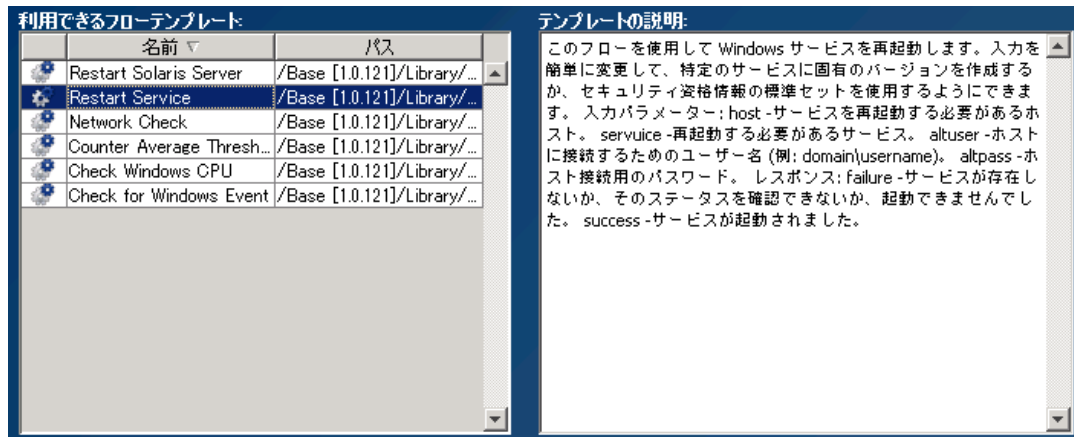 利用できるフローテンプレート:
名前 パス
Restart Solaris Server /Base [1.0.121]/Library/...
Restart Service /Base [1.0.121]/Library/...
Network Check /Base [1.0.121]/Library/...
Counter Average Thresh... /Base [1.0.121]/Library/...
Check Windows CPU /Base [1.0.121]/Library/...
Check for Windows Event /Base [1.0.121]/Library/...
テンプレートの説明:
このフローを使用して Windows サービスを再起動します。入力を
簡単に変更して、特定のサービスに固有のバージョンを作成する
か、セキュリティ資格情報の標準セットを使用するようにできま
す。 入力パラメーター: host -サービスを再起動する必要があるホ
スト。 servuice -再起動する必要があるサービス。 altuser -ホスト
に接続するためのユーザー名 (例: domain\username)。 altpass -ホ
スト接続用のパスワード。 レスポンス: failure -サービスが存在し
ないか、そのステータスを確認できないか、起動できませんでし
た。 success -サービスが起動されました。